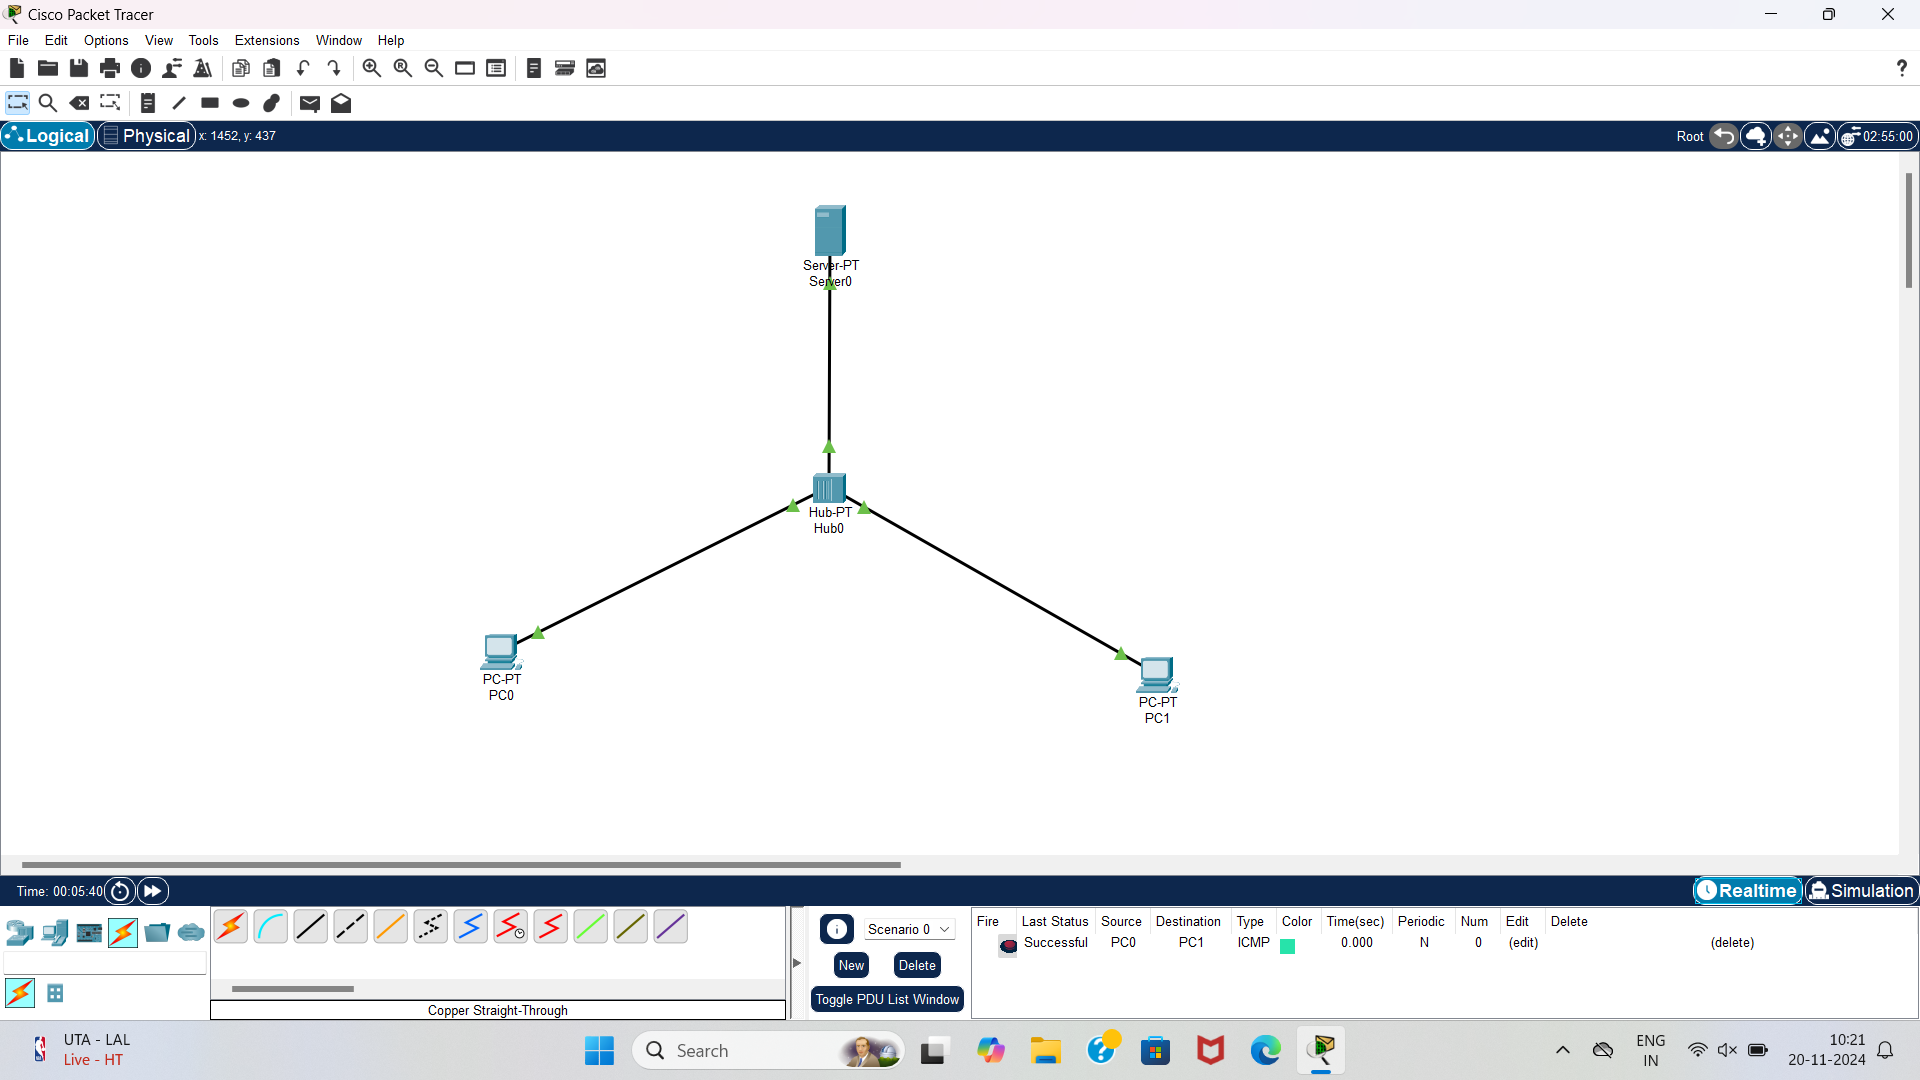 Cisco Packet Tracer
File Edit Options View Tools Extensions Window Help
?
Logical Physical x: 1452, y: 437 Root 02:55:00
Server-PT
Server0
Hub-PT
Hub0
PC-PT
PC0
PC-PT
PC1
Time: 00:05:40 Realtime Simulation
Scenario 0
New Delete
Toggle PDU List Window
Fire Last Status Source Destination Type Color Time(sec) Periodic Num Edit Delete
Successful PC0 PC1 ICMP 0.000 N 0 (edit) (delete)
Copper Straight-Through
UTA - LAL
Live - HT
Search
ENG
IN
10:21
20-11-2024